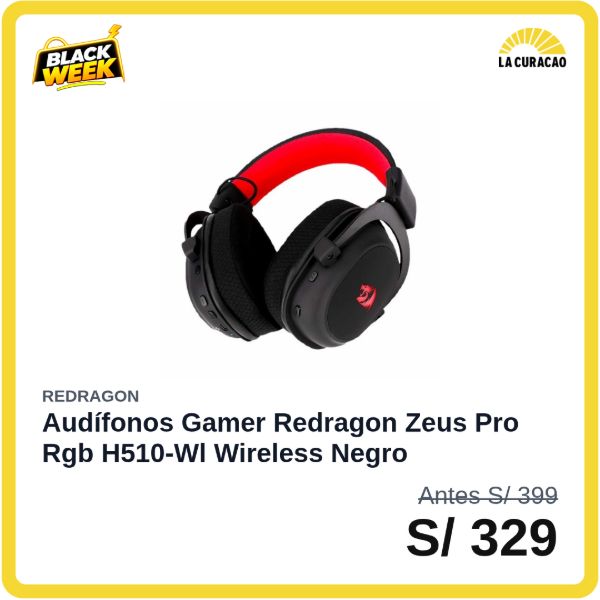 BLACK
WEEK
LA CURACAO
REDRAGON
Audífonos Gamer Redragon Zeus Pro
Rgb H510-Wl Wireless Negro
Antes S/ 399
S/ 329